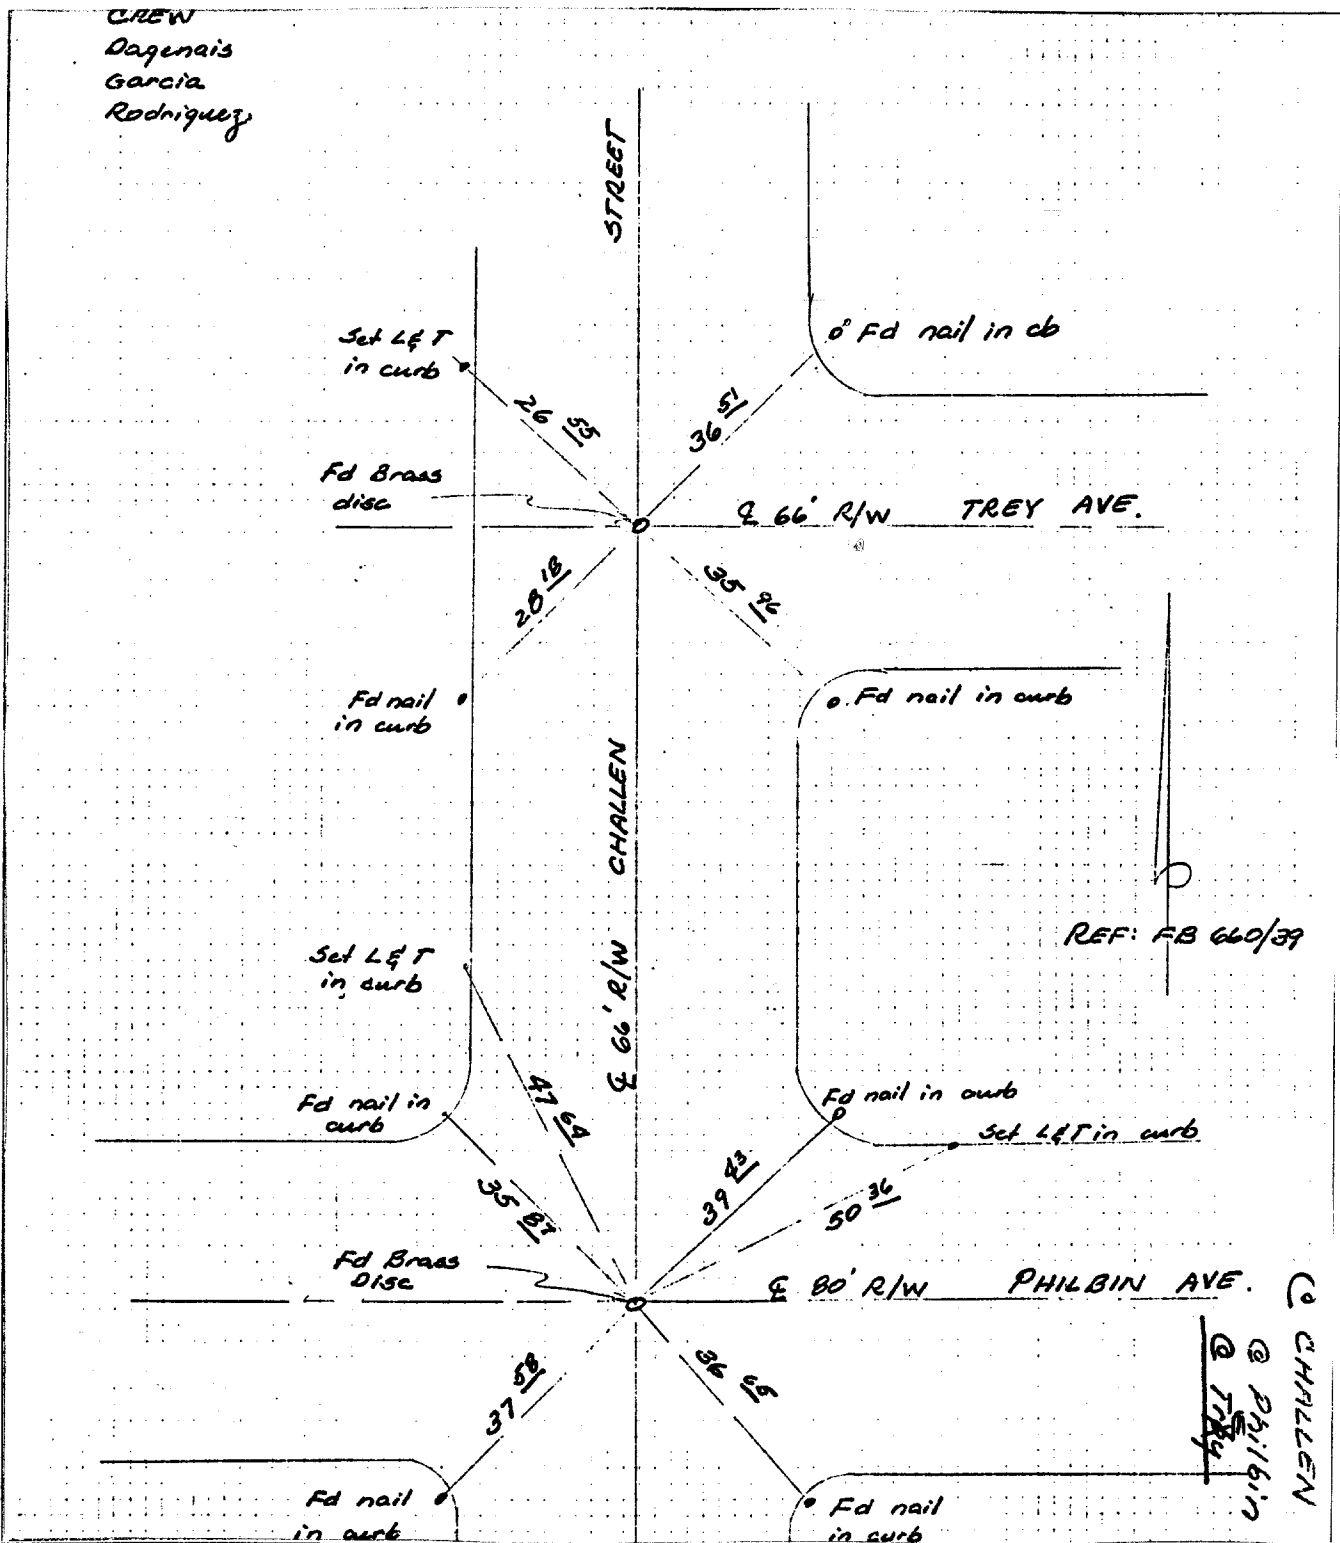 CREW
Dagenais
Garcia
Rodriguez
STREET
Set L&T
in curb
Fd nail in cb
26 55
36 51
Fd Brass
disc
℄ 66' R/W TREY AVE.
28 18
35 96
Fd nail
in curb
Fd nail in curb
℄ 66' R/W CHALLEN
REF: FB 660/39
Set L&T
in curb
Fd nail in
curb
47 64
Fd nail in curb
Set L&T in curb
35 87
39 43
50 36
Fd Brass
Disc
℄ 80' R/W PHILBIN AVE.
37 58
36
CHALLEN
@ Philbin
@ Trey
Fd nail
in curb
Fd nail
in curb